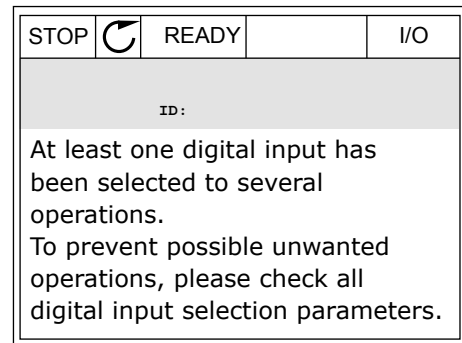 STOP READY I/O
ID:
At least one digital input has
been selected to several
operations.
To prevent possible unwanted
operations, please check all
digital input selection parameters.